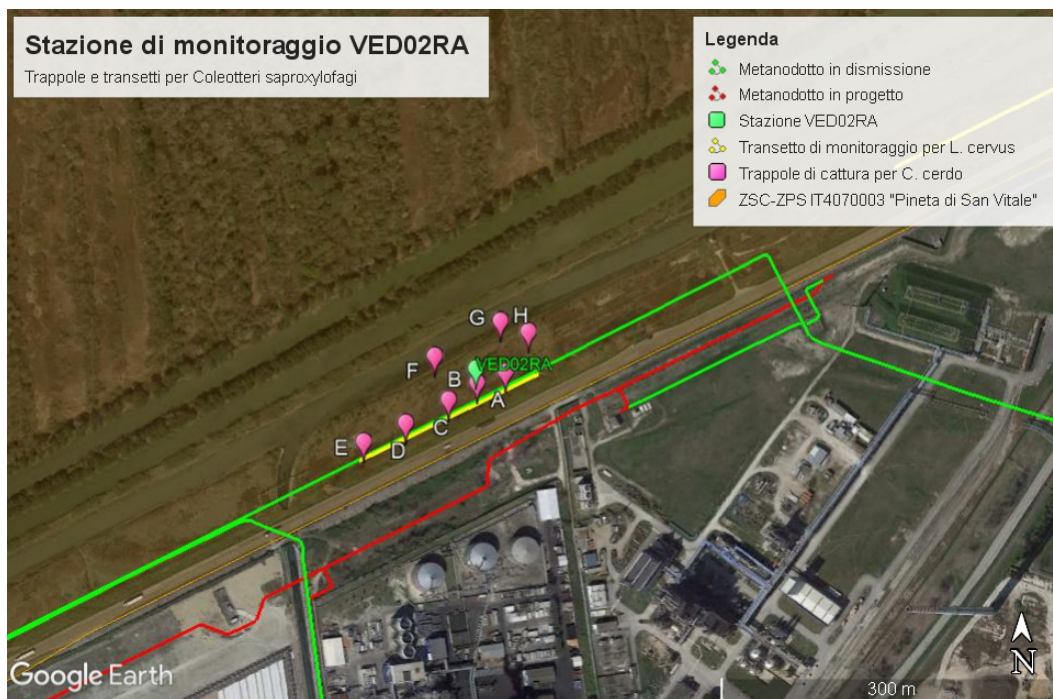 Stazione di monitoraggio VED02RA
Trappole e transetti per Coleotteri saproxylofagi
Legenda
Metanodotto in dismissione
Metanodotto in progetto
Stazione VED02RA
Transetto di monitoraggio per L. cervus
Trappole di cattura per C. cerdo
ZSC-ZPS IT4070003 "Pineta di San Vitale"
G
H
F
VED02RA
B
A
C
E
D
Google Earth
N
300 m